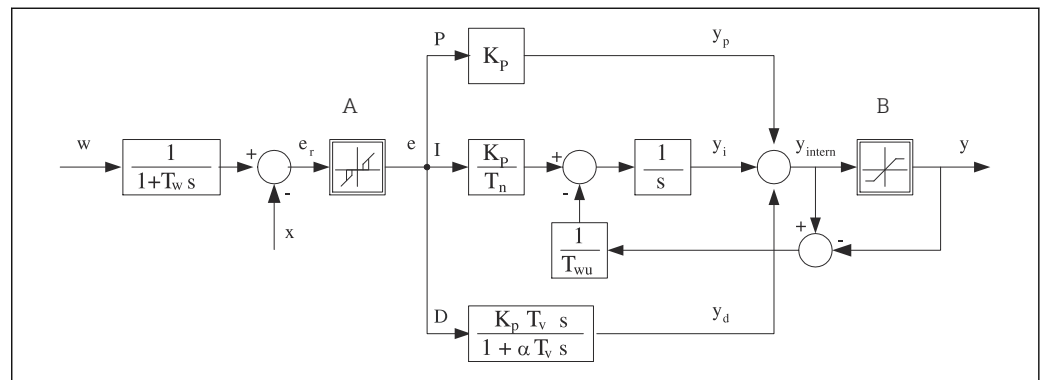 P
K_P
y_p
A
B
w
1
1+T_w s
+
-
e_r
x
e
I
K_P
T_n
+
-
1
s
y_i
y_intern
y
1
T_wu
+
-
D
K_p T_v s
1 + α T_v s
y_d